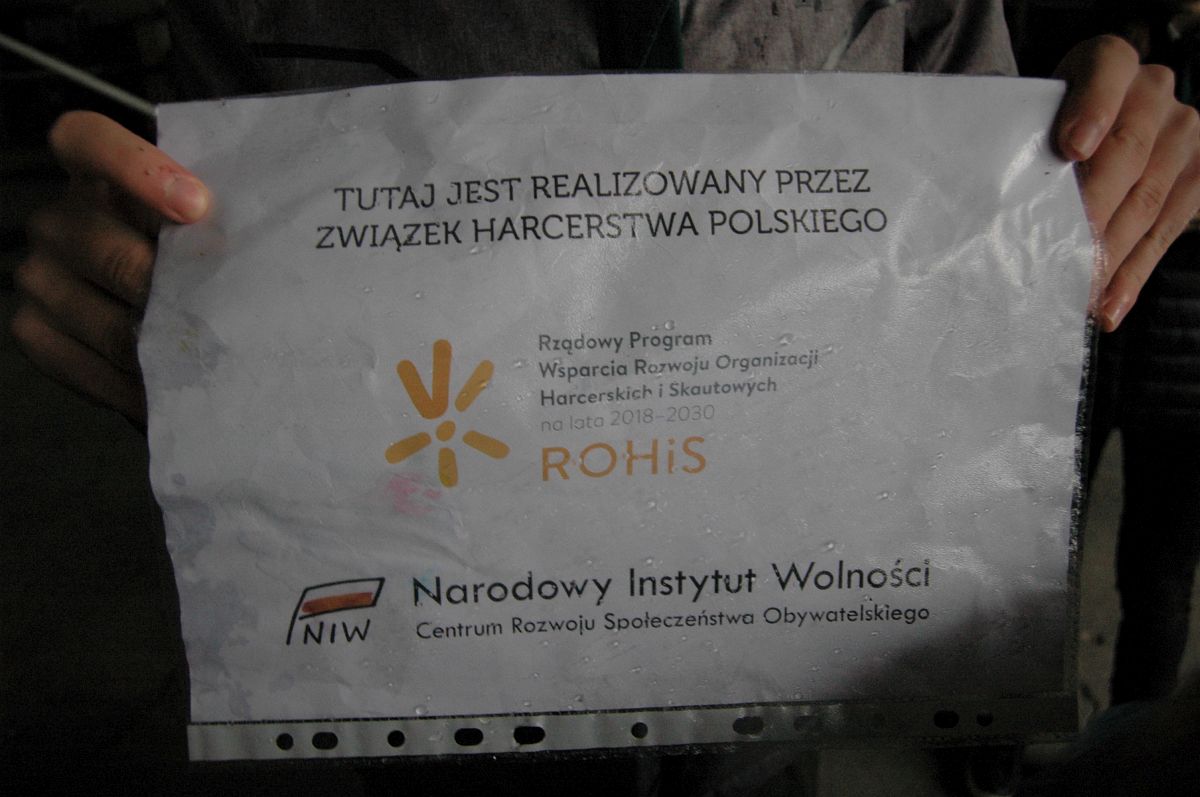 TUTAJ JEST REALIZOWANY PRZEZ
ZWIĄZEK HARCERSTWA POLSKIEGO
Rządowy Program
Wsparcia Rozwoju Organizacji
Harcerskich i Skautowych
na lata 2018–2030
ROHiS
NIW
Narodowy Instytut Wolności
Centrum Rozwoju Społeczeństwa Obywatelskiego